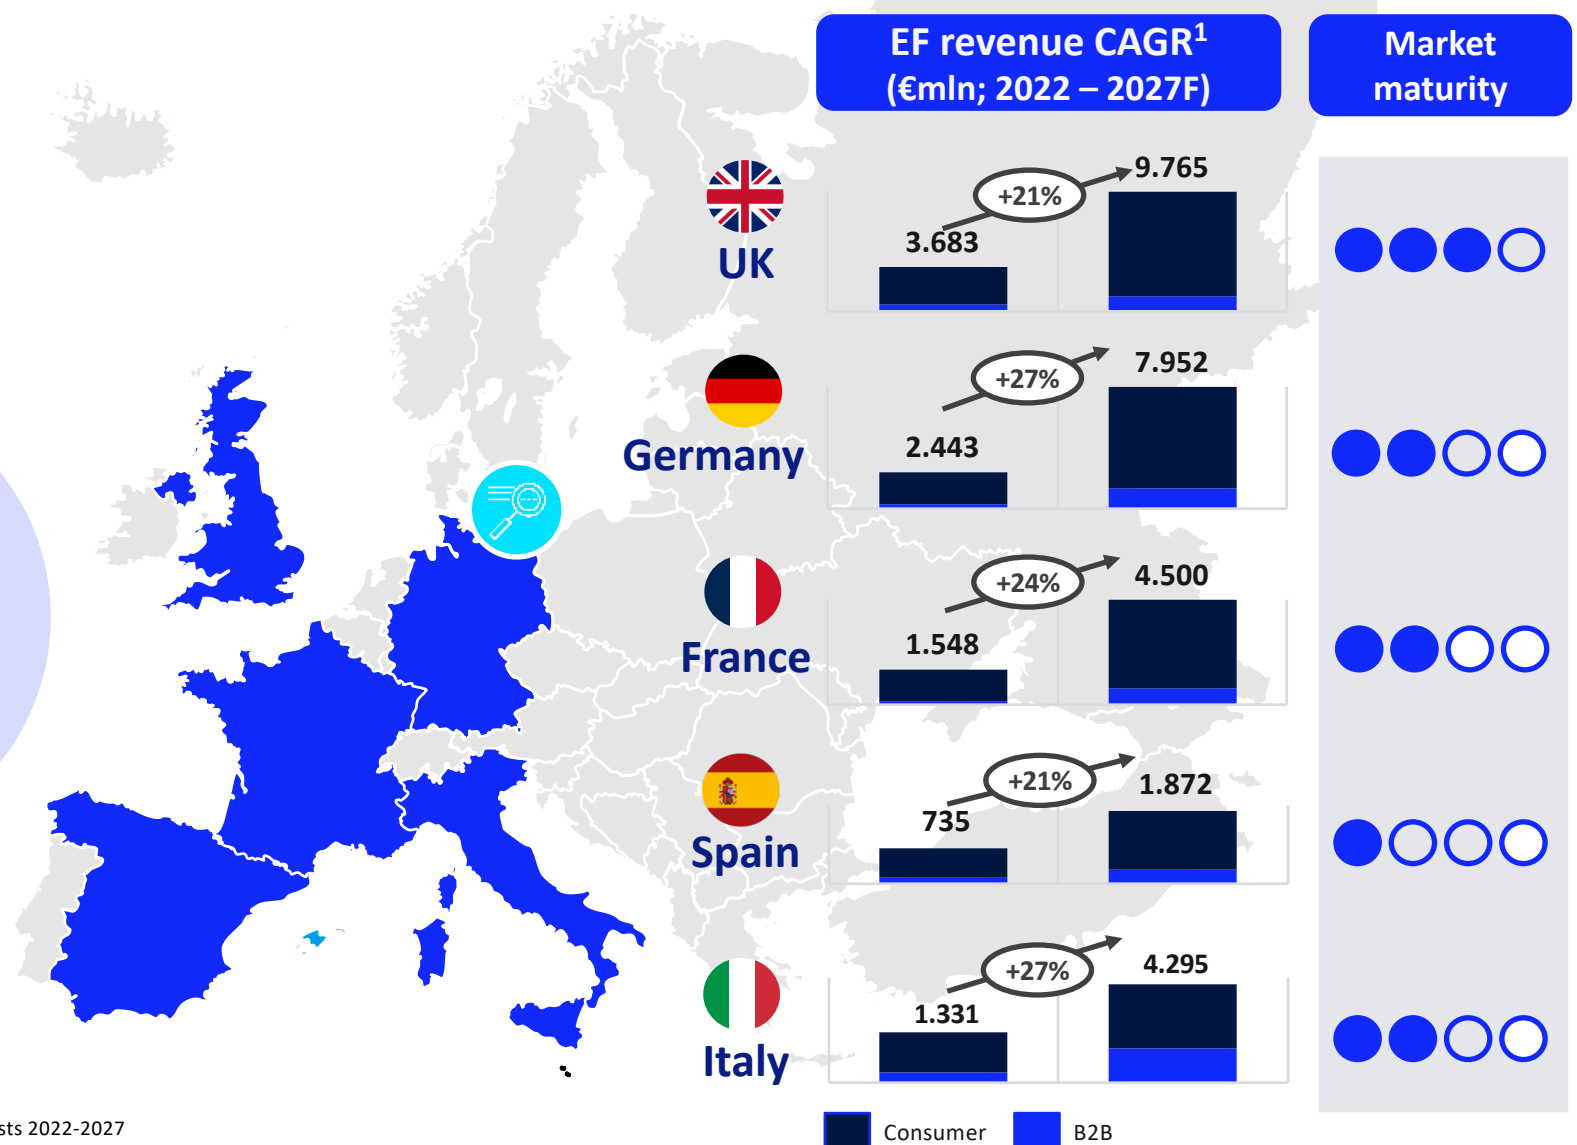 EF revenue CAGR¹
(€mln; 2022 – 2027F)
Market
maturity
UK
3.683
+21%
9.765
Germany
2.443
+27%
7.952
France
1.548
+24%
4.500
Spain
735
+21%
1.872
Italy
1.331
+27%
4.295
Consumer
B2B
2022-2027